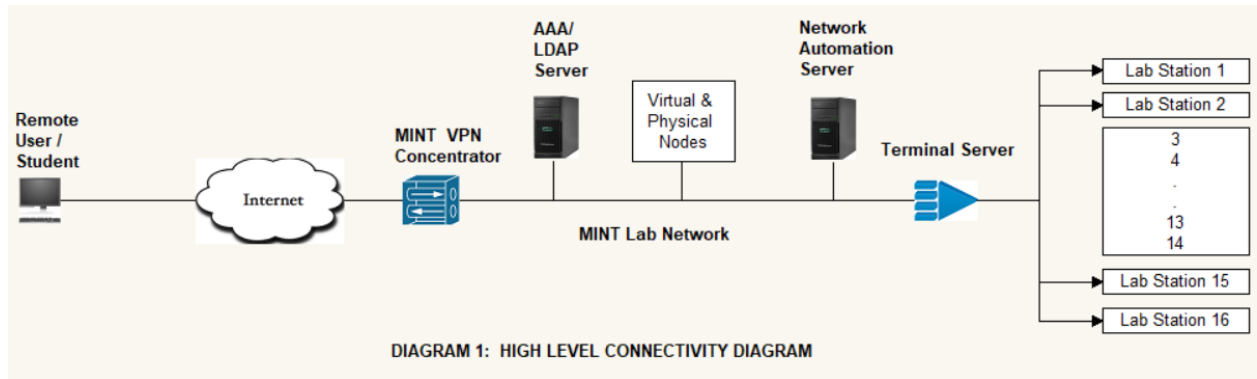 Remote
User /
Student
Internet
MINT VPN
Concentrator
AAA/
LDAP
Server
Virtual &
Physical
Nodes
Network
Automation
Server
MINT Lab Network
Terminal Server
Lab Station 1
Lab Station 2
3
4
.
.
13
14
Lab Station 15
Lab Station 16
DIAGRAM 1: HIGH LEVEL CONNECTIVITY DIAGRAM